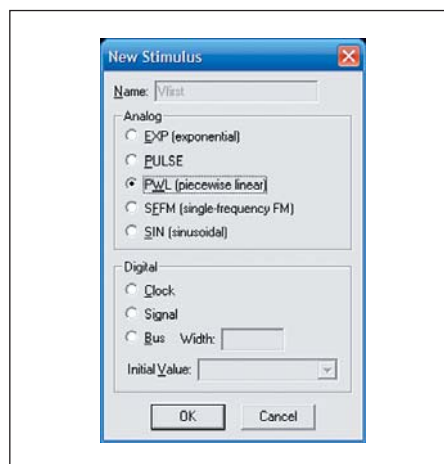 New Stimulus
Name: Vfirst
Analog
EXP (exponential)
PULSE
PWL (piecewise linear)
SFFM (single-frequency FM)
SIN (sinusoidal)
Digital
Clock
Signal
Bus Width:
Initial Value:
OK Cancel